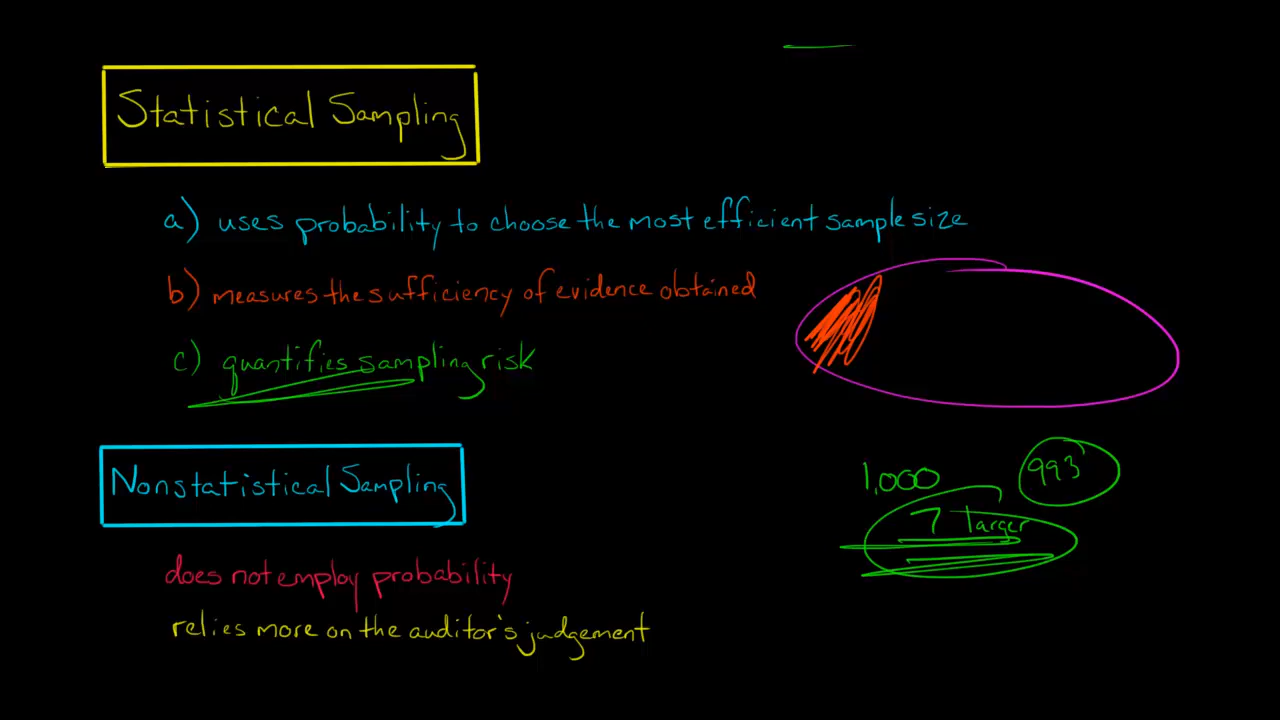 Statistical Sampling
a) uses probability to choose the most efficient sample size
b) measures the sufficiency of evidence obtained
c) quantifies sampling risk
Nonstatistical Sampling
does not employ probability
relies more on the auditor's judgement
1,000
993
7 larger